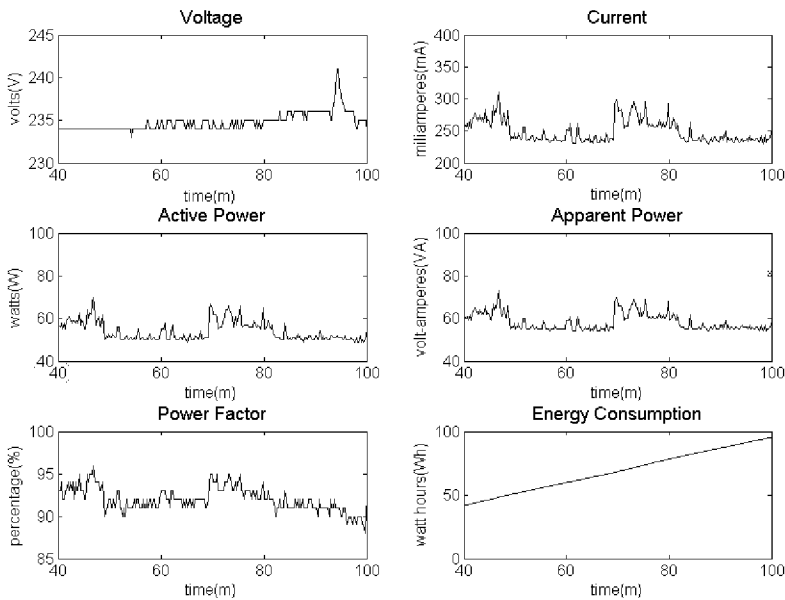 Voltage
245
240
235
230
volts(V)
40 60 80 100
time(m)
Current
400
350
300
250
200
miliamperes(mA)
40 60 80 100
time(m)
Active Power
100
80
60
40
watts(W)
40 60 80 100
time(m)
Apparent Power
100
80
60
40
volt-amperes(VA)
40 60 80 100
time(m)
Power Factor
100
95
90
85
percentage(%)
40 60 80 100
time(m)
Energy Consumption
100
50
0
watt hours(Wh)
40 60 80 100
time(m)